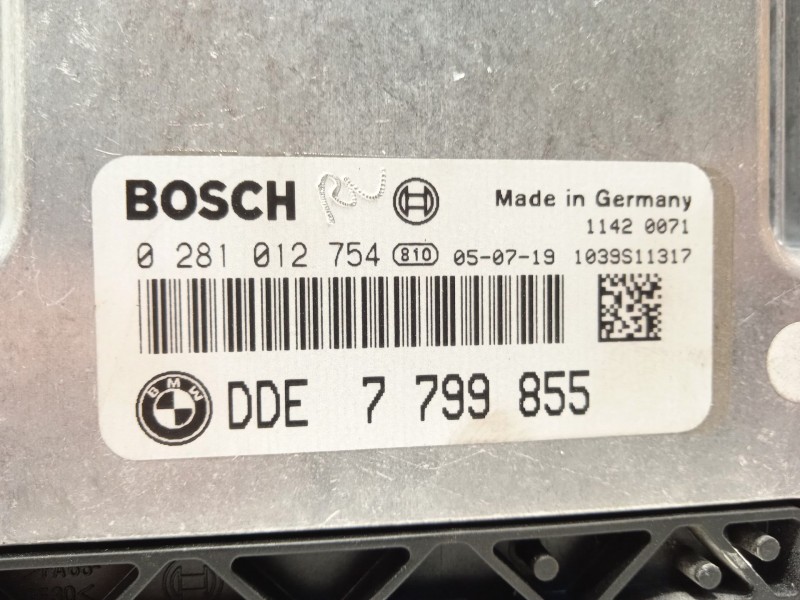 BOSCH
Made in Germany
1142 0071
0 281 012 754 810 05-07-19 1039S11317
BMW
DDE 7 799 855